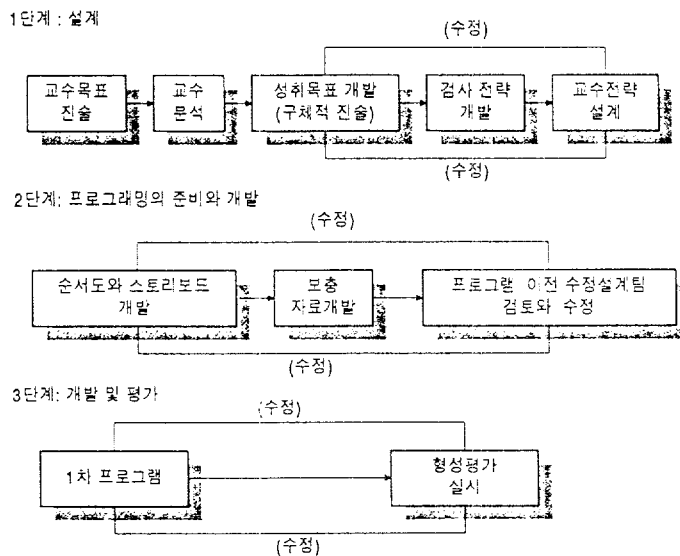 1단계 : 설계
(수정)
교수목표
진술
교수
분석
성취목표 개발
(구체적 진술)
검사 전략
개발
교수전략
설계
(수정)
2단계: 프로그래밍의 준비와 개발
(수정)
순서도와 스토리보드
개발
보충
자료개발
프로그램 이전 수정설계팀
검토와 수정
(수정)
3단계: 개발 및 평가
(수정)
1차 프로그램
형성평가
실시
(수정)